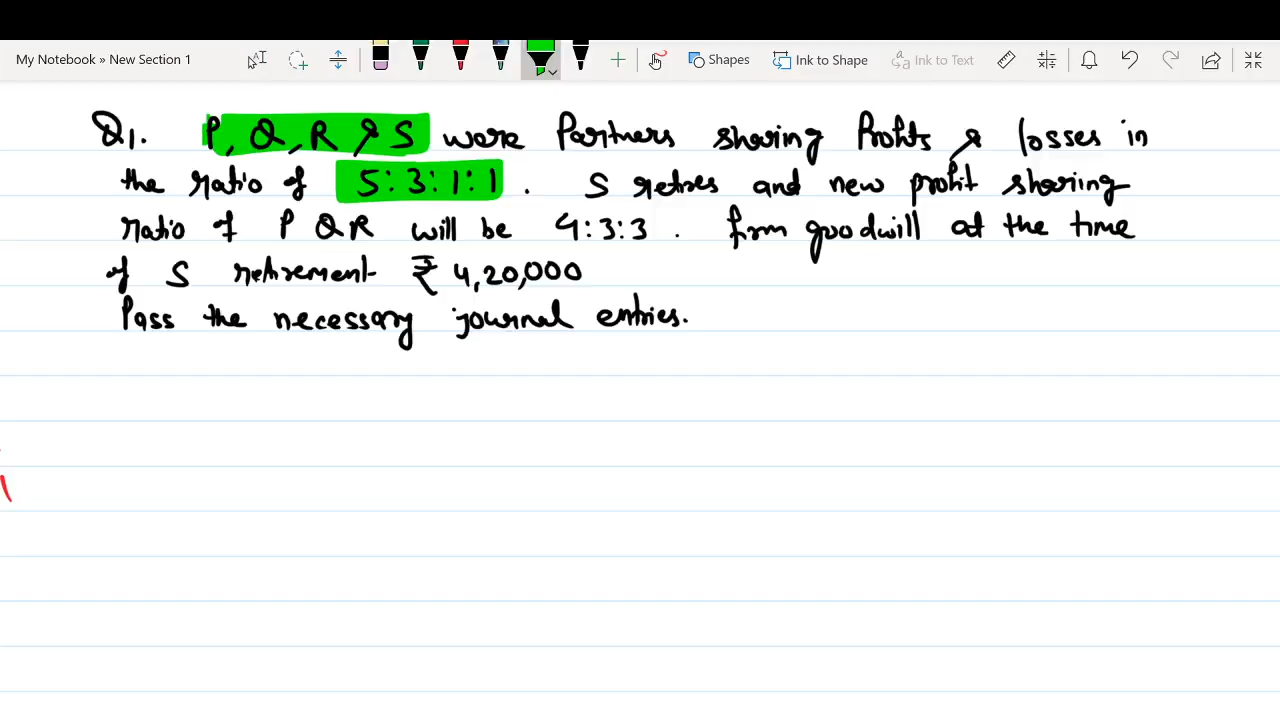 My Notebook » New Section 1
Shapes
Ink to Shape
Ink to Text
Q1. P, Q, R & S were Partners sharing Profits & losses in
the ratio of 5:3:1:1. S retires and new profit sharing
ratio of P Q R will be 4:3:3. firm goodwill at the time
of S retirement ₹ 4,20,000
Pass the necessary journal entries.